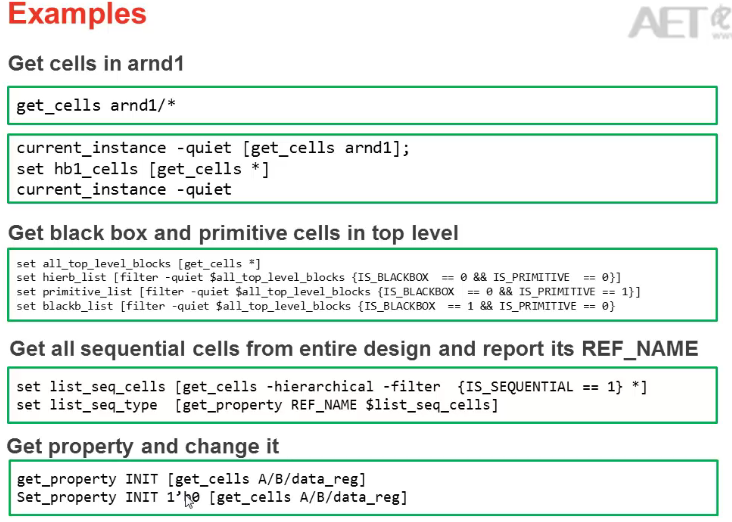 Examples
AET
www
Get cells in arnd1
get_cells arnd1/*
current_instance -quiet [get_cells arnd1];
set hb1_cells [get_cells *]
current_instance -quiet
Get black box and primitive cells in top level
set all_top_level_blocks [get_cells *]
set hierb_list [filter -quiet $all_top_level_blocks {IS_BLACKBOX == 0 && IS_PRIMITIVE == 0}]
set primitive_list [filter -quiet $all_top_level_blocks {IS_BLACKBOX == 0 && IS_PRIMITIVE == 1}]
set blackb_list [filter -quiet $all_top_level_blocks {IS_BLACKBOX == 1 && IS_PRIMITIVE == 0}
Get all sequential cells from entire design and report its REF_NAME
set list_seq_cells [get_cells -hierarchical -filter {IS_SEQUENTIAL == 1} *]
set list_seq_type [get_property REF_NAME $list_seq_cells]
Get property and change it
get_property INIT [get_cells A/B/data_reg]
Set_property INIT 1’h0 [get_cells A/B/data_reg]